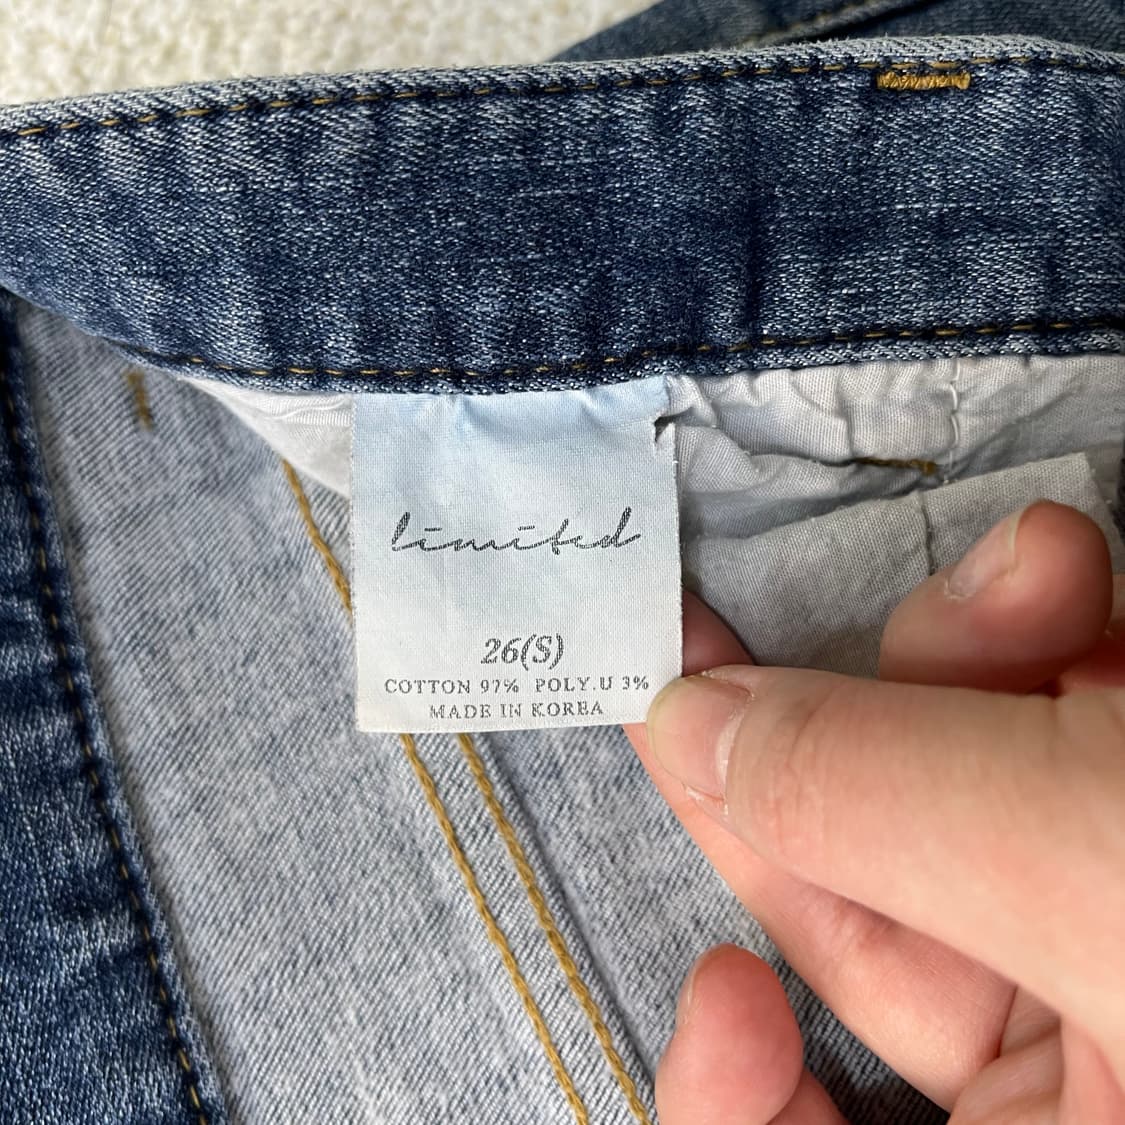 limited
26(S)
COTTON 97% POLY.U 3%
MADE IN KOREA